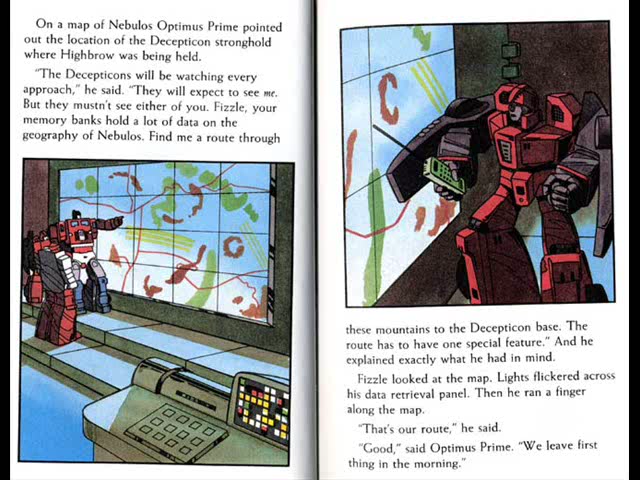 On a map of Nebulos Optimus Prime pointed
out the location of the Decepticon stronghold
where Highbrow was being held.
"The Decepticons will be watching every
approach," he said. "They will expect to see me.
But they mustn't see either of you. Fizzle, your
memory banks hold a lot of data on the
geography of Nebulos. Find me a route through
these mountains to the Decepticon base. The
route has to have one special feature." And he
explained exactly what he had in mind.
Fizzle looked at the map. Lights flickered across
his data retrieval panel. Then he ran a finger
along the map.
"That's our route," he said.
"Good," said Optimus Prime. "We leave first
thing in the morning."